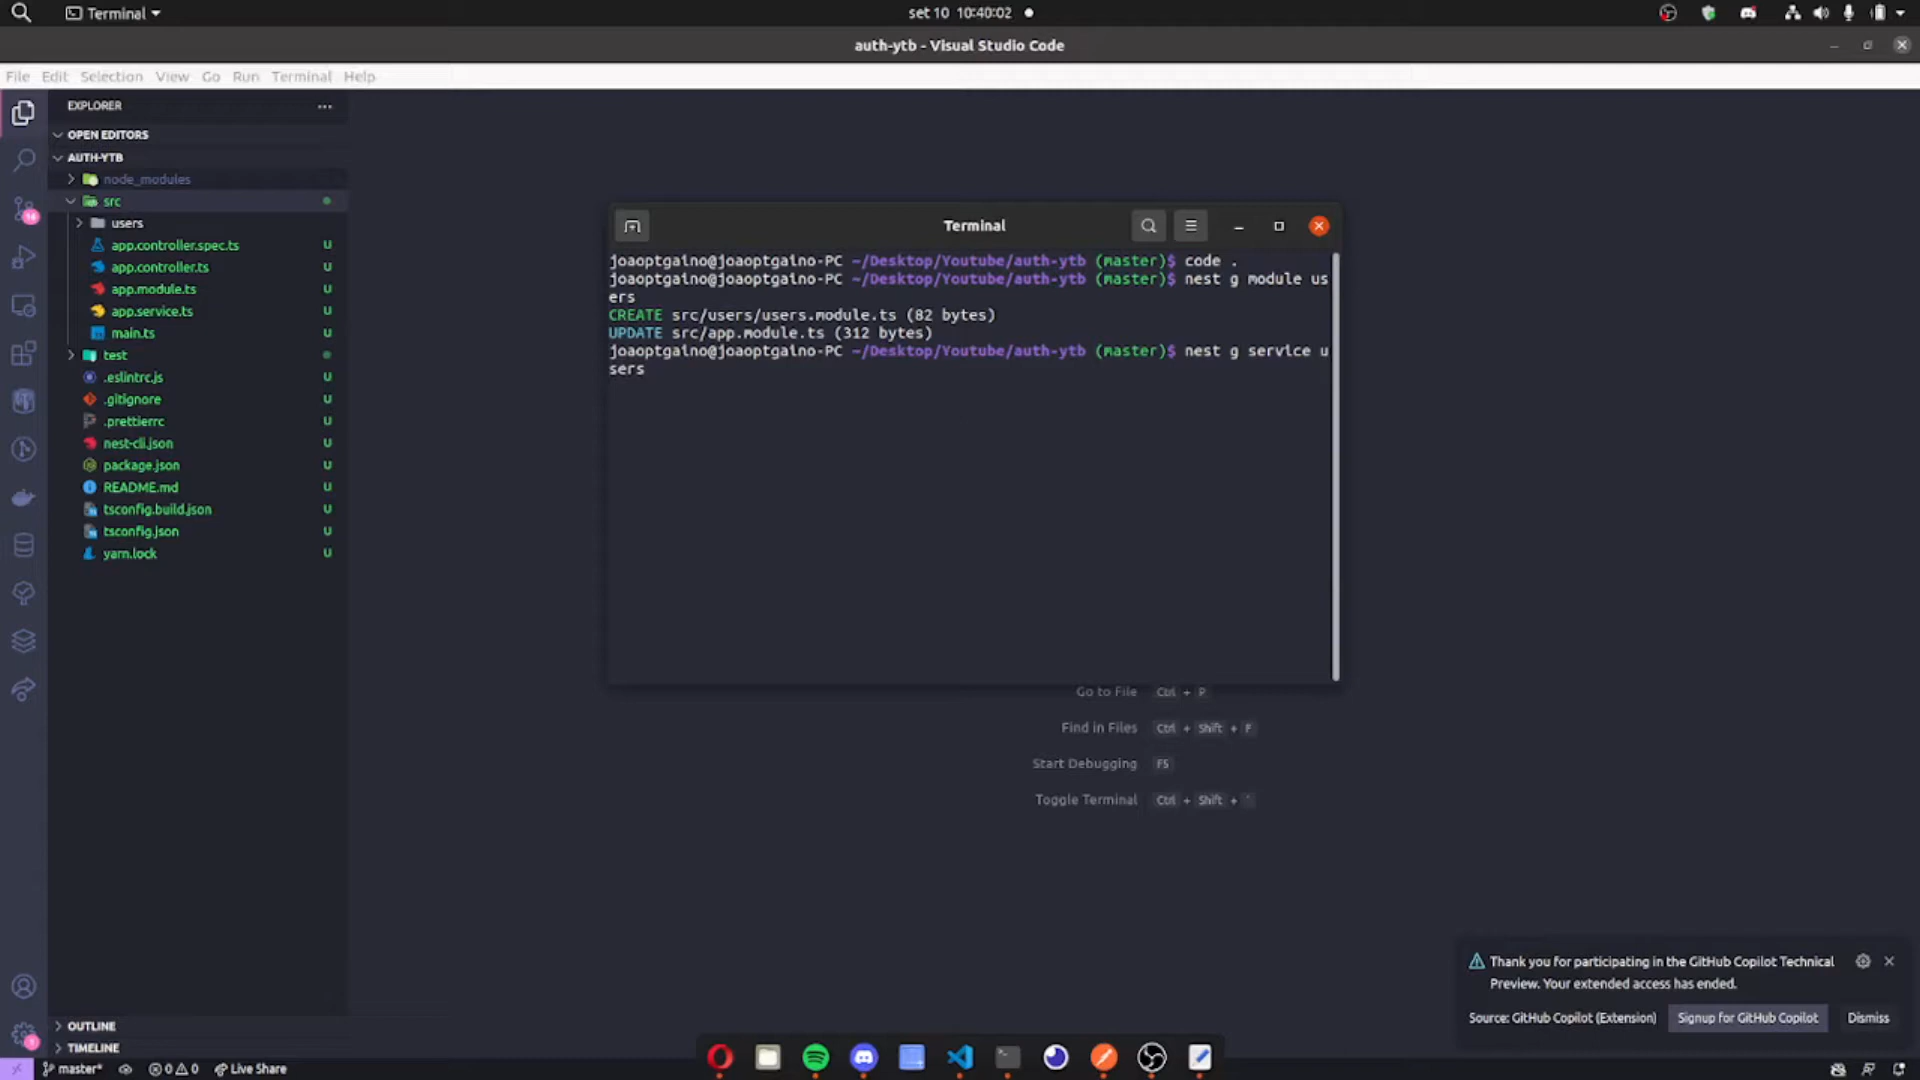 Terminal
set 10 10:40:02
auth-ytb - Visual Studio Code
File Edit Selection View Go Run Terminal Help
EXPLORER
OPEN EDITORS
AUTH-YTB
node_modules
src
users
app.controller.spec.ts U
app.controller.ts U
app.module.ts U
app.service.ts U
main.ts U
test
.eslintrc.js U
.gitignore U
.prettierrc U
nest-cli.json U
package.json U
README.md U
tsconfig.build.json U
tsconfig.json U
yarn.lock U
OUTLINE
TIMELINE
Terminal
joaoptgaino@joaoptgaino-PC ~/Desktop/Youtube/auth-ytb (master)$ code .
joaoptgaino@joaoptgaino-PC ~/Desktop/Youtube/auth-ytb (master)$ nest g module us
ers
CREATE src/users/users.module.ts (82 bytes)
UPDATE src/app.module.ts (312 bytes)
joaoptgaino@joaoptgaino-PC ~/Desktop/Youtube/auth-ytb (master)$ nest g service u
sers
Go to File Ctrl + P
Find in Files Ctrl + Shift + F
Start Debugging F5
Toggle Terminal Ctrl + Shift + `
Thank you for participating in the GitHub Copilot Technical
Preview. Your extended access has ended.
Source: GitHub Copilot (Extension) Signup for GitHub Copilot Dismiss
master* 0 0 Live Share